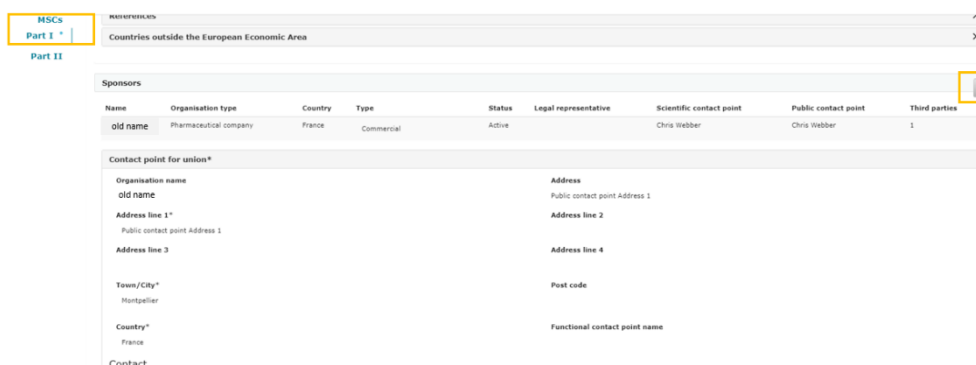 MSCs
Part I *
Part II
References
Countries outside the European Economic Area
Sponsors
Name Organisation type Country Type Status Legal representative Scientific contact point Public contact point Third parties
old name Pharmaceutical company France Commercial Active Chris Webber Chris Webber 1
Contact point for union*
Organisation name Address
old name Public contact point Address 1
Address line 1* Address line 2
Public contact point Address 1
Address line 3 Address line 4
Town/City* Post code
Montpellier
Country* Functional contact point name
France
Contact